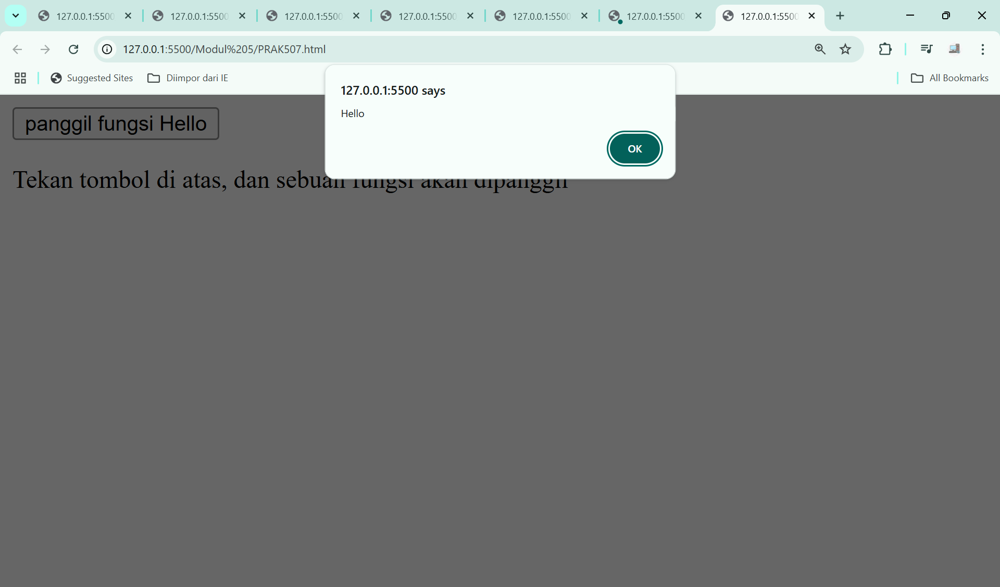 127.0.0.1:5500 127.0.0.1:5500 127.0.0.1:5500 127.0.0.1:5500 127.0.0.1:5500 127.0.0.1:5500 127.0.0.1:5500
127.0.0.1:5500/Modul%205/PRAK507.html
Suggested Sites Diimpor dari IE All Bookmarks
127.0.0.1:5500 says
Hello
OK
panggil fungsi Hello
Tekan tombol di atas, dan sebuah fungsi akan dipanggil